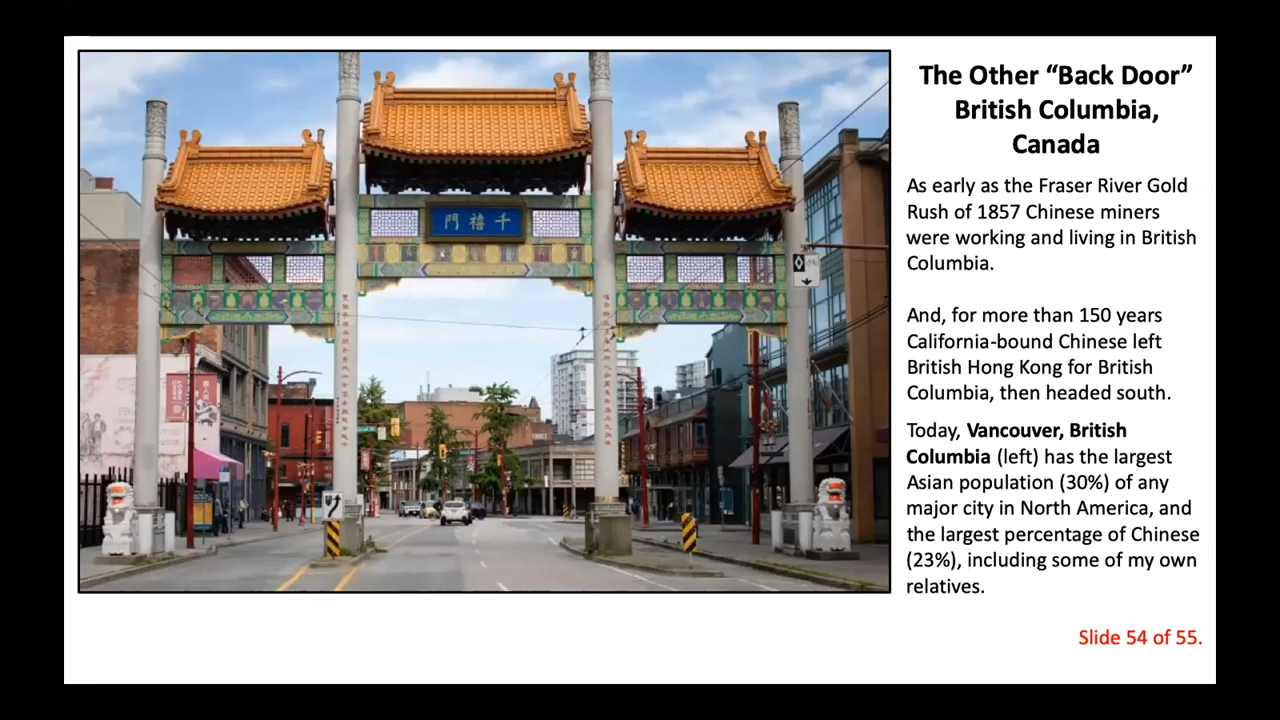 The Other “Back Door”
British Columbia,
Canada
As early as the Fraser River Gold
Rush of 1857 Chinese miners
were working and living in British
Columbia.
And, for more than 150 years
California-bound Chinese left
British Hong Kong for British
Columbia, then headed south.
Today, Vancouver, British
Columbia (left) has the largest
Asian population (30%) of any
major city in North America, and
the largest percentage of Chinese
(23%), including some of my own
relatives.
Slide 54 of 55.
門禧千